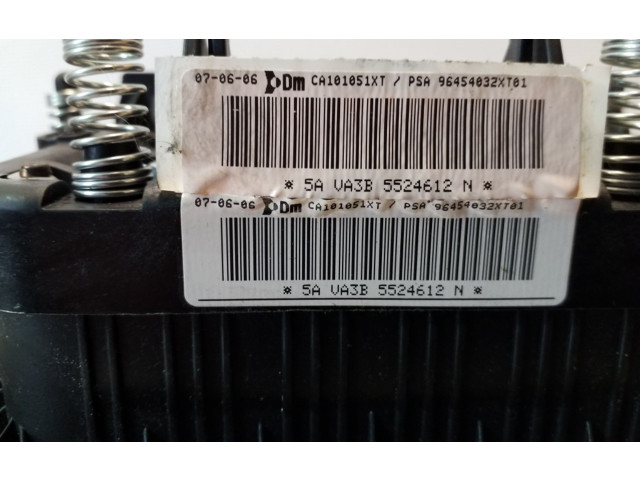 07-06-06 Dm CA101051XT / PSA 96454032XT01
* 5A VA3B 5524612 N *
07-06-06 Dm CA101051XT / PSA 96454032XT01
* 5A VA3B 5524612 N *